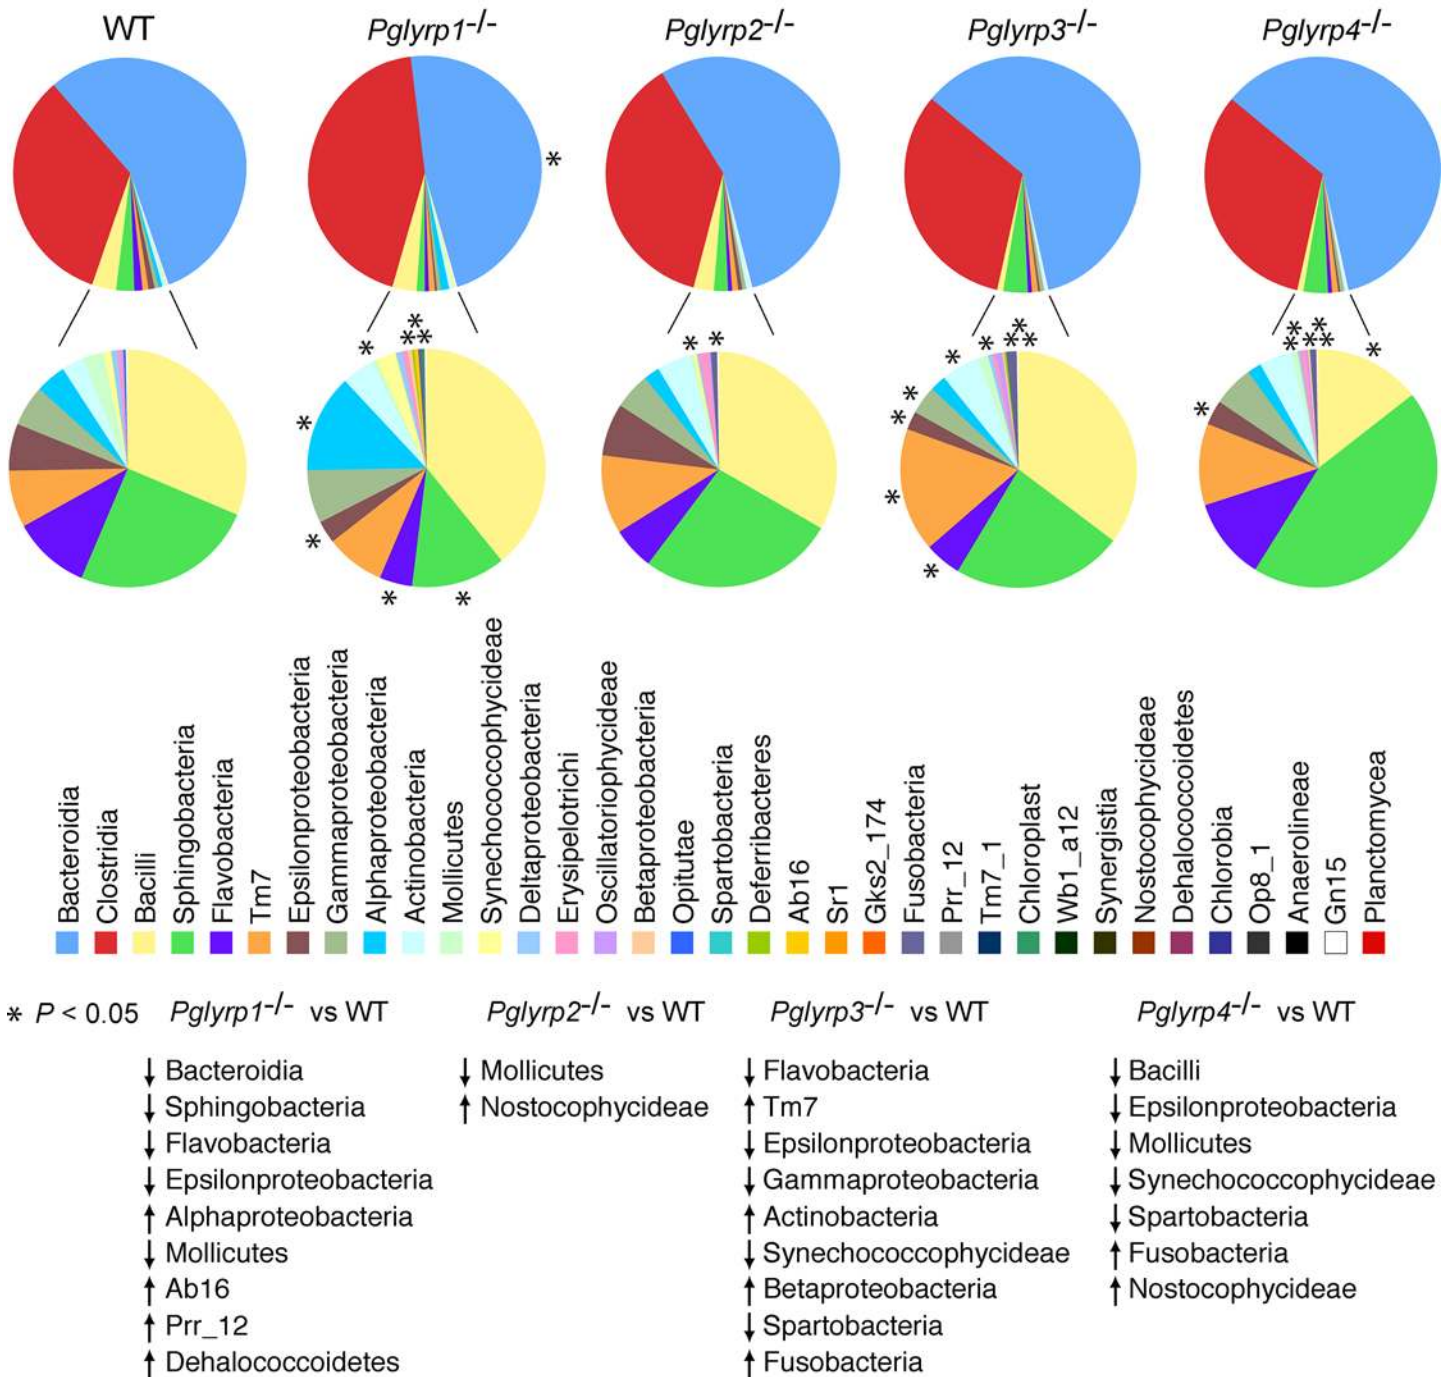 WT Pglyrp1-/- Pglyrp2-/- Pglyrp3-/- Pglyrp4-/-
*
* * * *
* * *
* * * * *
* * * * * *
*
*
*
*
*
*
*
*
*
* *
Bacteroidia
Clostridia
Bacilli
Sphingobacteria
Flavobacteria
Tm7
Epsilonproteobacteria
Gammaproteobacteria
Alphaproteobacteria
Actinobacteria
Mollicutes
Synechococcophycideae
Deltaproteobacteria
Erysipelotrichi
Oscillatoriophycideae
Betaproteobacteria
Opitutae
Spartobacteria
Deferribacteres
Ab16
Sr1
Gks2_174
Fusobacteria
Prr_12
Tm7_1
Chloroplast
Wb1_a12
Synergistia
Nostocophycideae
Dehalococcoidetes
Chlorobia
Op8_1
Anaerolineae
Gn15
Planctomycea
* P < 0.05 Pglyrp1-/- vs WT Pglyrp2-/- vs WT Pglyrp3-/- vs WT Pglyrp4-/- vs WT
↓ Bacteroidia
↓ Sphingobacteria
↓ Flavobacteria
↓ Epsilonproteobacteria
↑ Alphaproteobacteria
↓ Mollicutes
↑ Ab16
↑ Prr_12
↑ Dehalococcoidetes
↓ Mollicutes
↑ Nostocophycideae
↓ Flavobacteria
↑ Tm7
↓ Epsilonproteobacteria
↓ Gammaproteobacteria
↑ Actinobacteria
↓ Synechococcophycideae
↑ Betaproteobacteria
↓ Spartobacteria
↑ Fusobacteria
↓ Bacilli
↓ Epsilonproteobacteria
↓ Mollicutes
↓ Synechococcophycideae
↓ Spartobacteria
↑ Fusobacteria
↑ Nostocophycideae